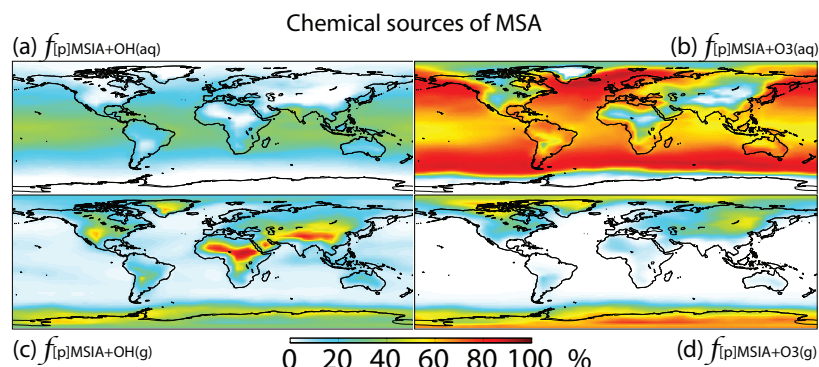 Chemical sources of MSA
(a) f[p]MSIA+OH(aq)
(b) f[p]MSIA+O3(aq)
(c) f[p]MSIA+OH(g)
0 20 40 60 80 100 %
(d) f[p]MSIA+O3(g)